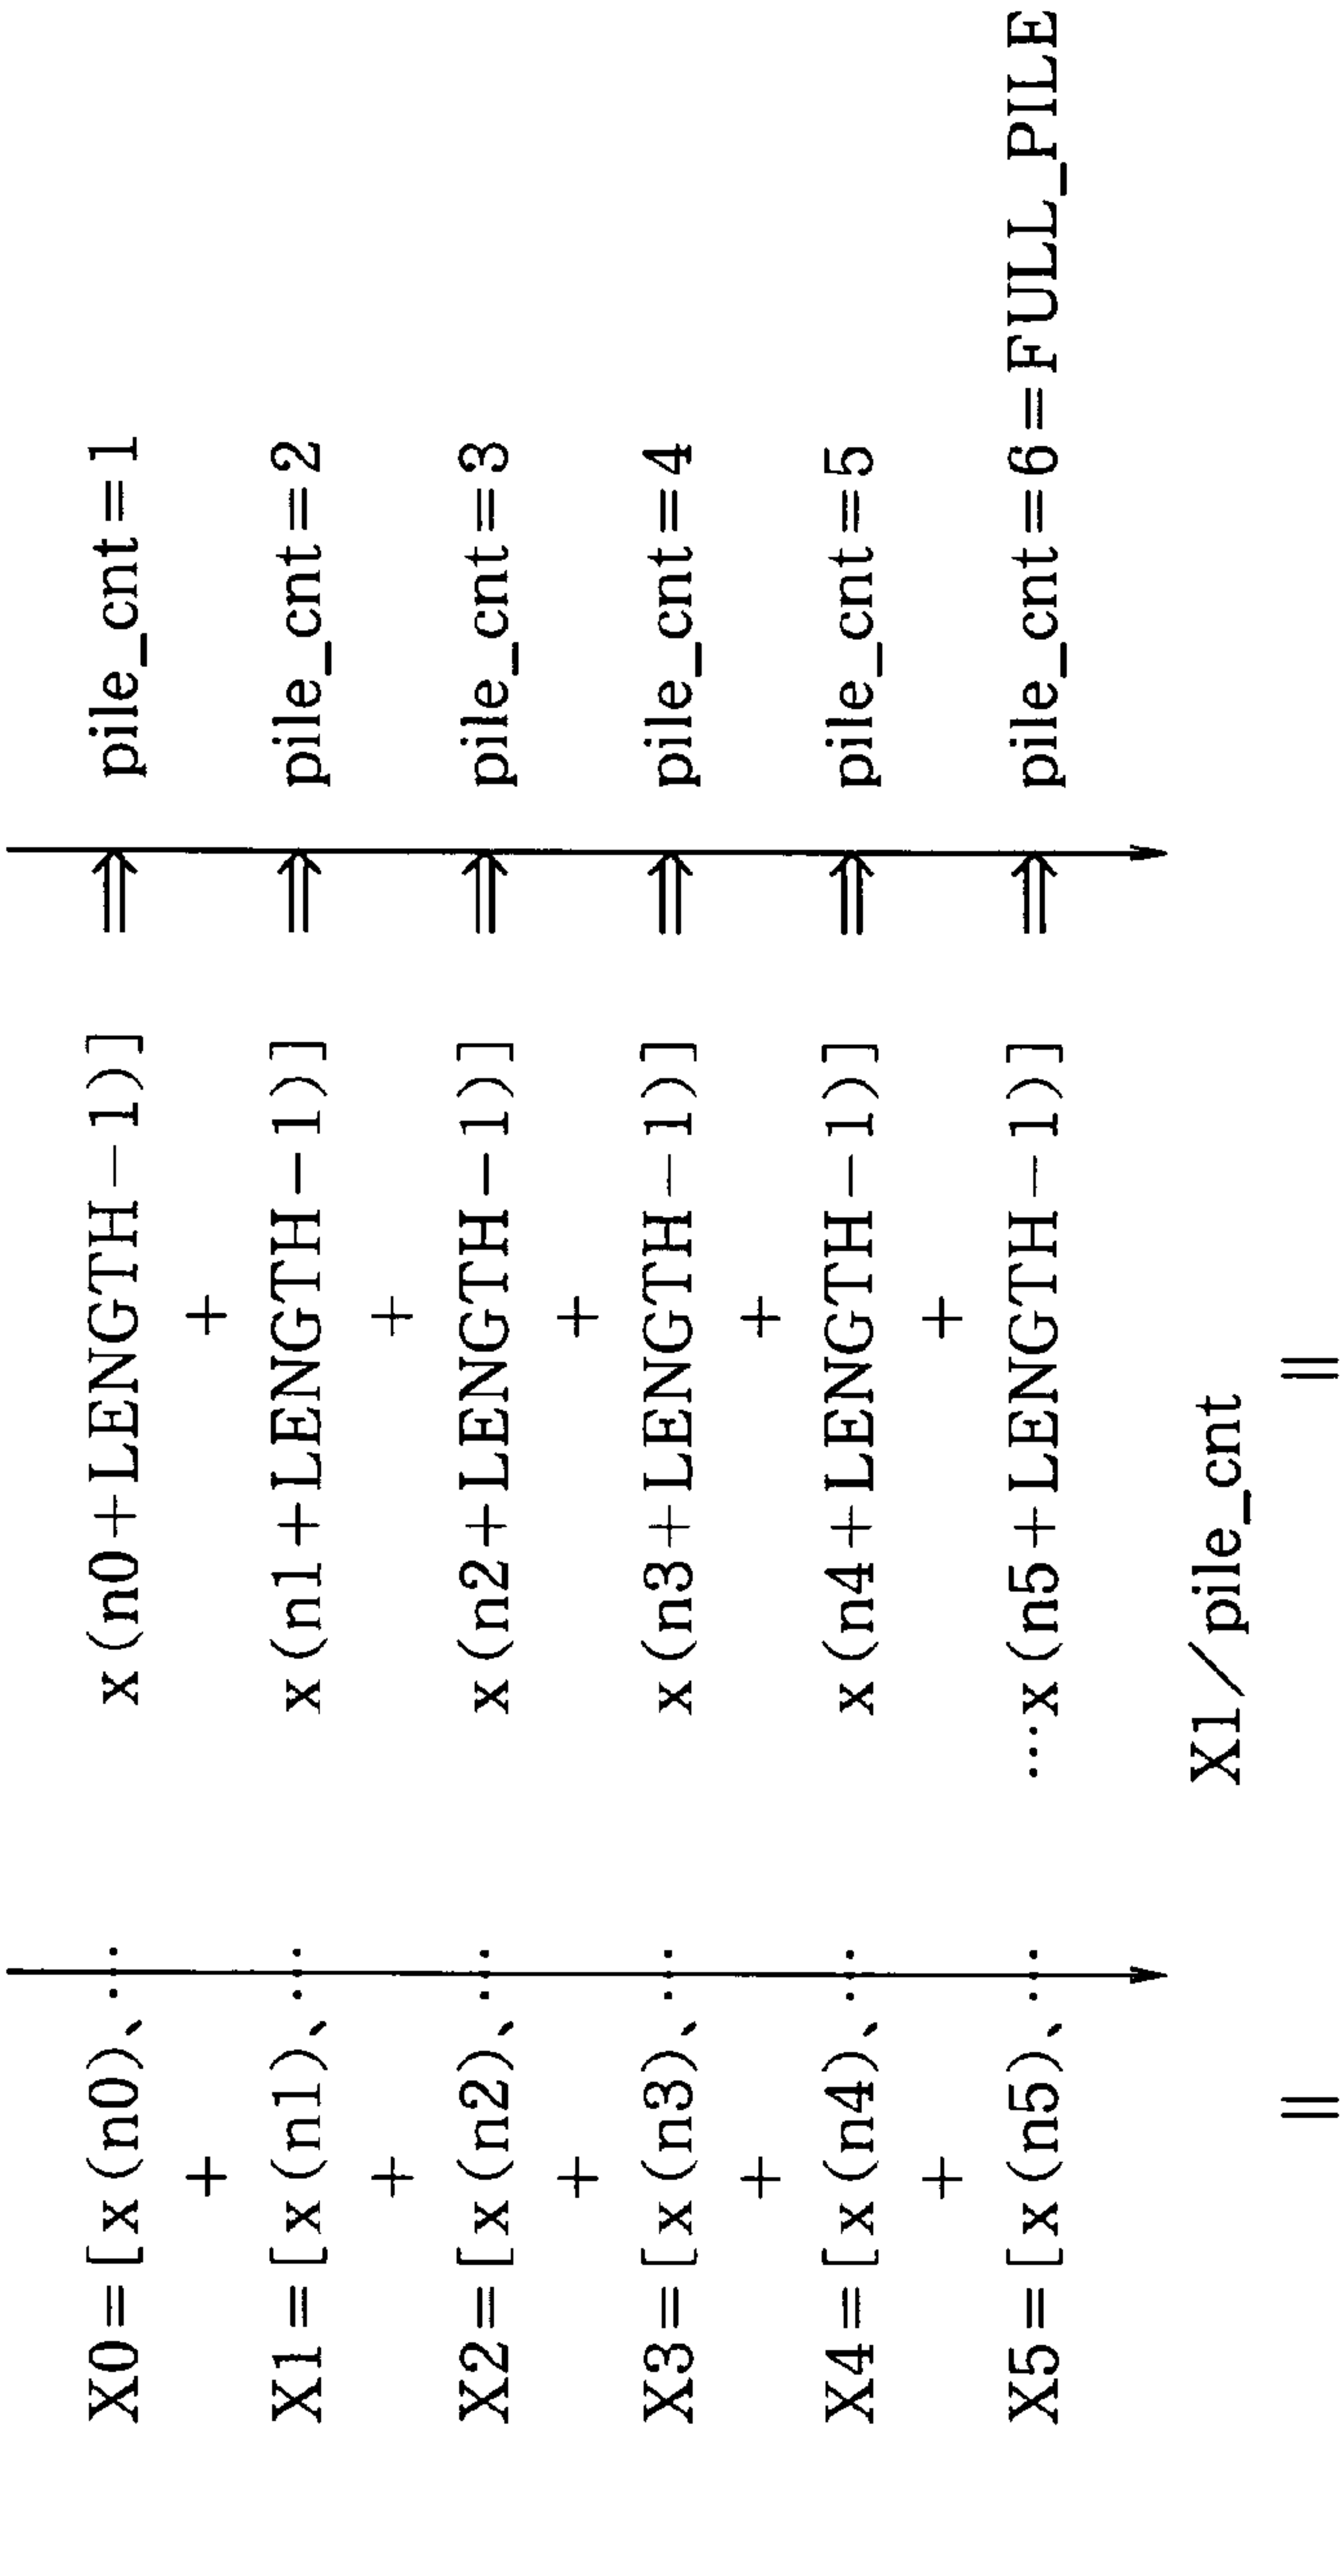 X0=[x(n0)、… x(n0+LENGTH−1)] ⇒ pile_cnt=1
+ +
X1=[x(n1)、… x(n1+LENGTH−1)] ⇒ pile_cnt=2
+ +
X2=[x(n2)、… x(n2+LENGTH−1)] ⇒ pile_cnt=3
+ +
X3=[x(n3)、… x(n3+LENGTH−1)] ⇒ pile_cnt=4
+ +
X4=[x(n4)、… x(n4+LENGTH−1)] ⇒ pile_cnt=5
+ +
X5=[x(n5)、… …x(n5+LENGTH−1)] ⇒ pile_cnt=6=FULL_PILE
X1/pile_cnt
= =